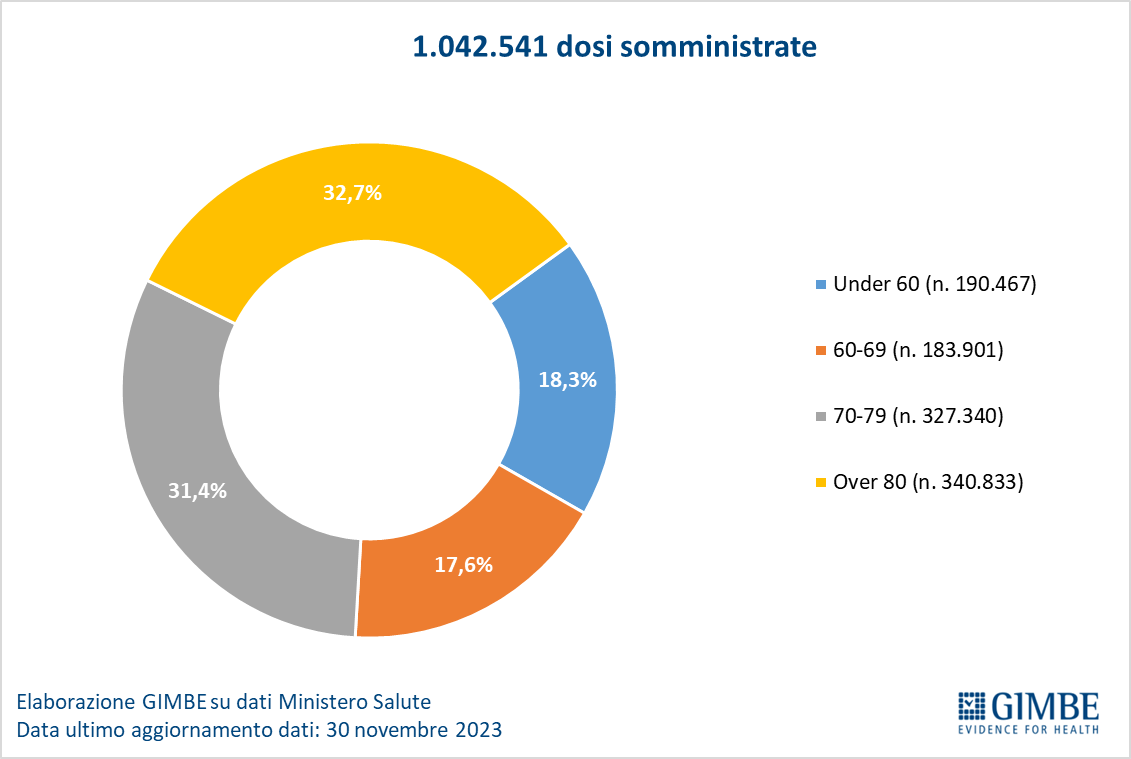 1.042.541 dosi somministrate
32,7%
18,3%
31,4%
17,6%
Under 60 (n. 190.467)
60-69 (n. 183.901)
70-79 (n. 327.340)
Over 80 (n. 340.833)
Elaborazione GIMBE su dati Ministero Salute
Data ultimo aggiornamento dati: 30 novembre 2023
GIMBE
EVIDENCE FOR HEALTH